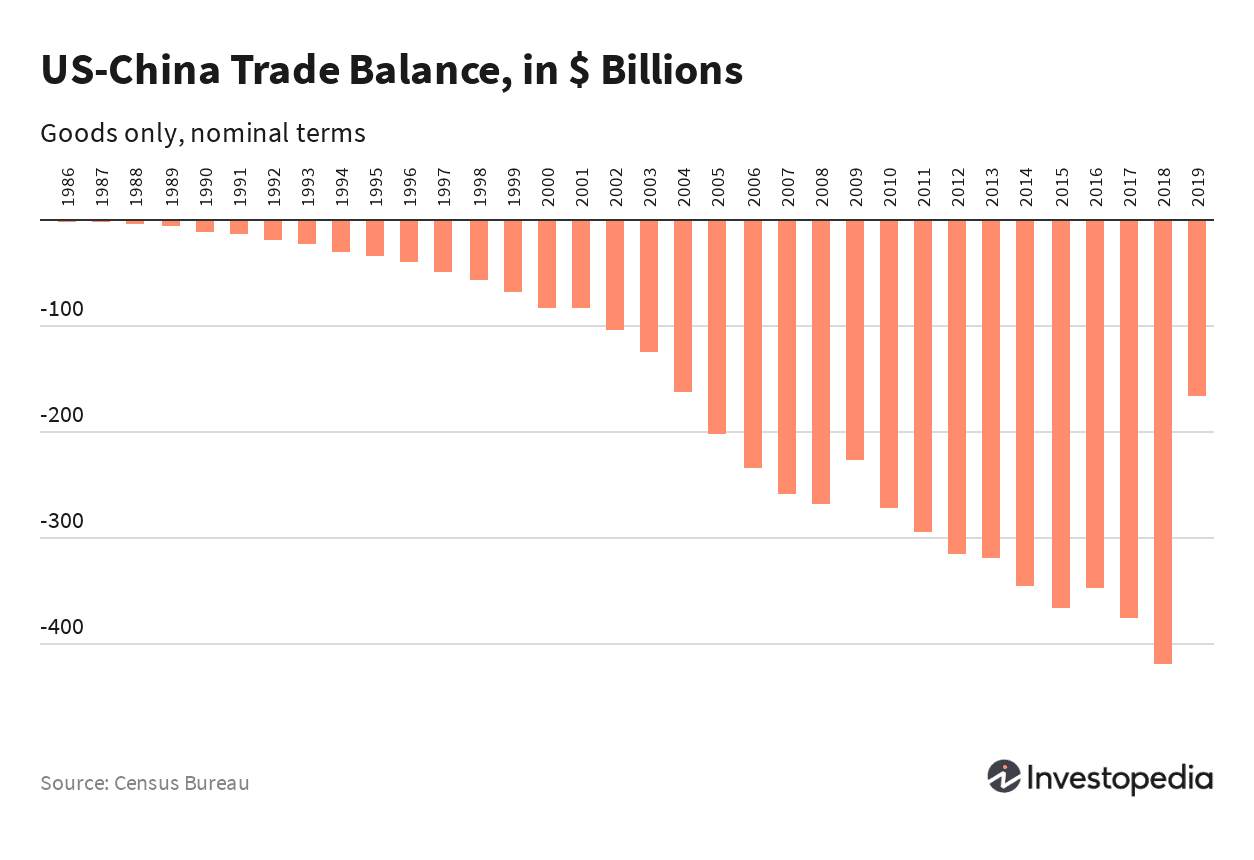 US-China Trade Balance, in $ Billions
Goods only, nominal terms
1986 1987 1988 1989 1990 1991 1992 1993 1994 1995 1996 1997 1998 1999 2000 2001 2002 2003 2004 2005 2006 2007 2008 2009 2010 2011 2012 2013 2014 2015 2016 2017 2018 2019
-100
-200
-300
-400
Source: Census Bureau
Investopedia